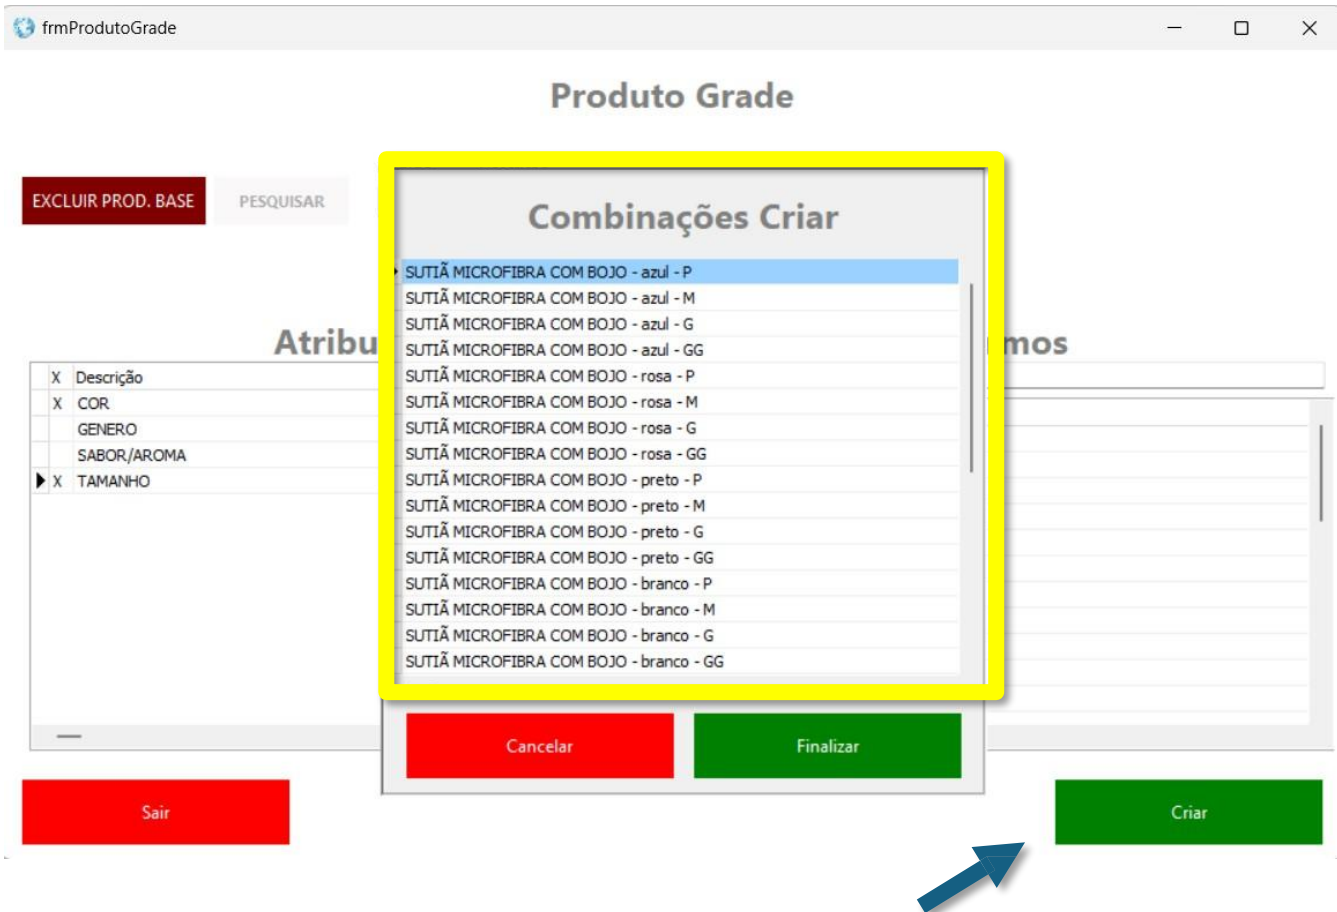 frmProdutoGrade
Produto Grade
EXCLUIR PROD. BASE
PESQUISAR
Combinações Criar
SUTIÃ MICROFIBRA COM BOJO - azul - P
SUTIÃ MICROFIBRA COM BOJO - azul - M
SUTIÃ MICROFIBRA COM BOJO - azul - G
SUTIÃ MICROFIBRA COM BOJO - azul - GG
SUTIÃ MICROFIBRA COM BOJO - rosa - P
SUTIÃ MICROFIBRA COM BOJO - rosa - M
SUTIÃ MICROFIBRA COM BOJO - rosa - G
SUTIÃ MICROFIBRA COM BOJO - rosa - GG
SUTIÃ MICROFIBRA COM BOJO - preto - P
SUTIÃ MICROFIBRA COM BOJO - preto - M
SUTIÃ MICROFIBRA COM BOJO - preto - G
SUTIÃ MICROFIBRA COM BOJO - preto - GG
SUTIÃ MICROFIBRA COM BOJO - branco - P
SUTIÃ MICROFIBRA COM BOJO - branco - M
SUTIÃ MICROFIBRA COM BOJO - branco - G
SUTIÃ MICROFIBRA COM BOJO - branco - GG
Cancelar
Finalizar
Atribu
mos
X Descrição
X COR
GENERO
SABOR/AROMA
X TAMANHO
Sair
Criar